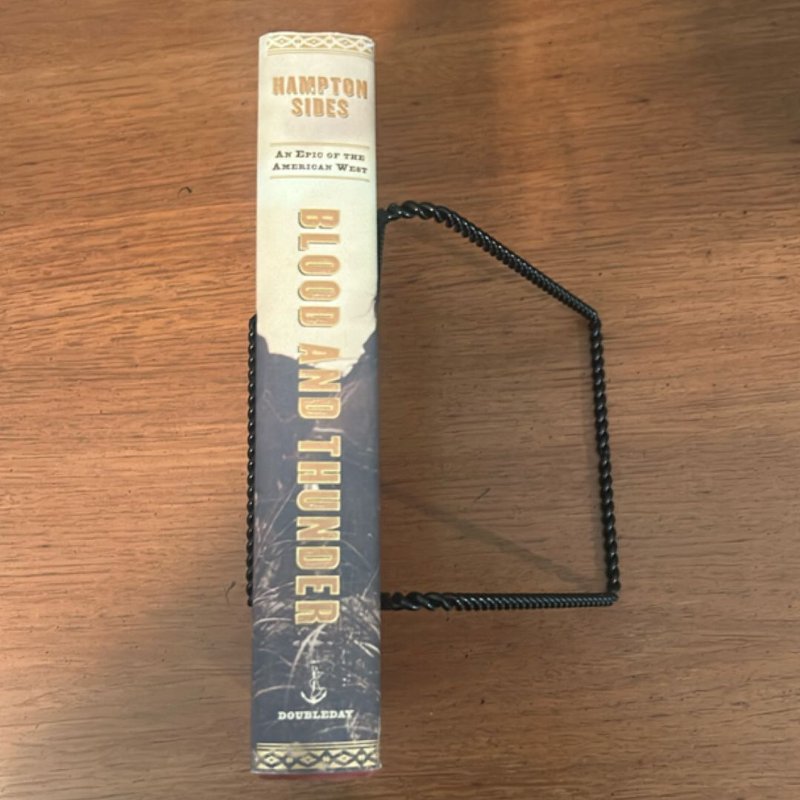 HAMPTON
SIDES
AN EPIC OF THE
AMERICAN WEST
BLOOD AND THUNDER
DOUBLEDAY